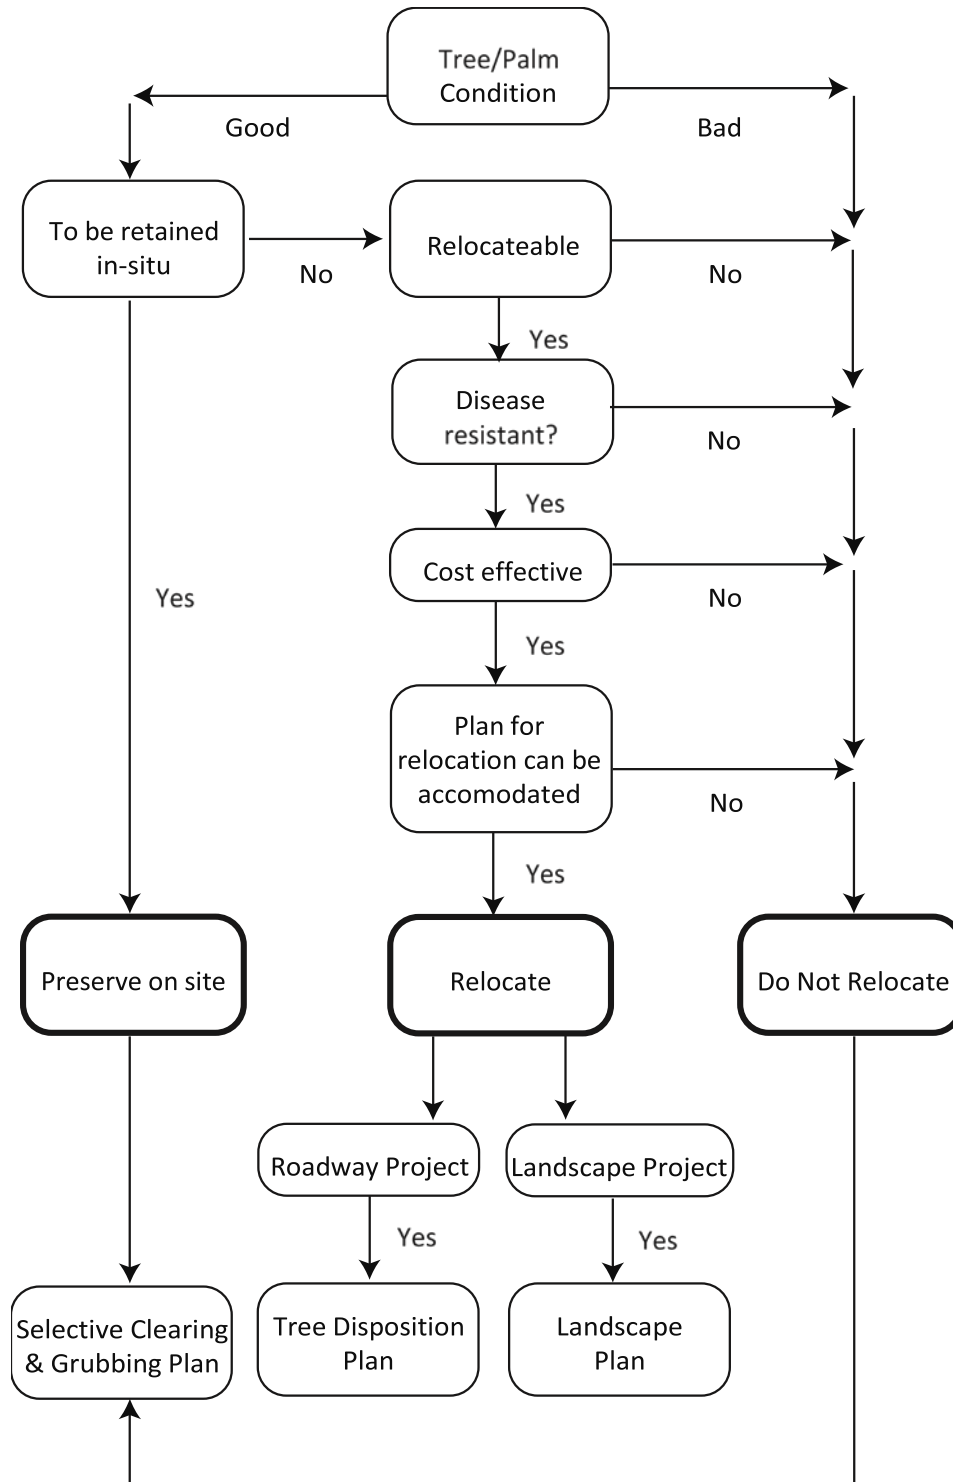 Tree/Palm
Condition
Good
Bad
To be retained
in-situ
No
Relocateable
No
Yes
Disease
resistant?
No
Yes
Cost effective
No
Yes
Yes
Plan for
relocation can be
accomodated
No
Yes
Preserve on site
Relocate
Do Not Relocate
Roadway Project
Landscape Project
Yes
Yes
Selective Clearing
& Grubbing Plan
Tree Disposition
Plan
Landscape
Plan